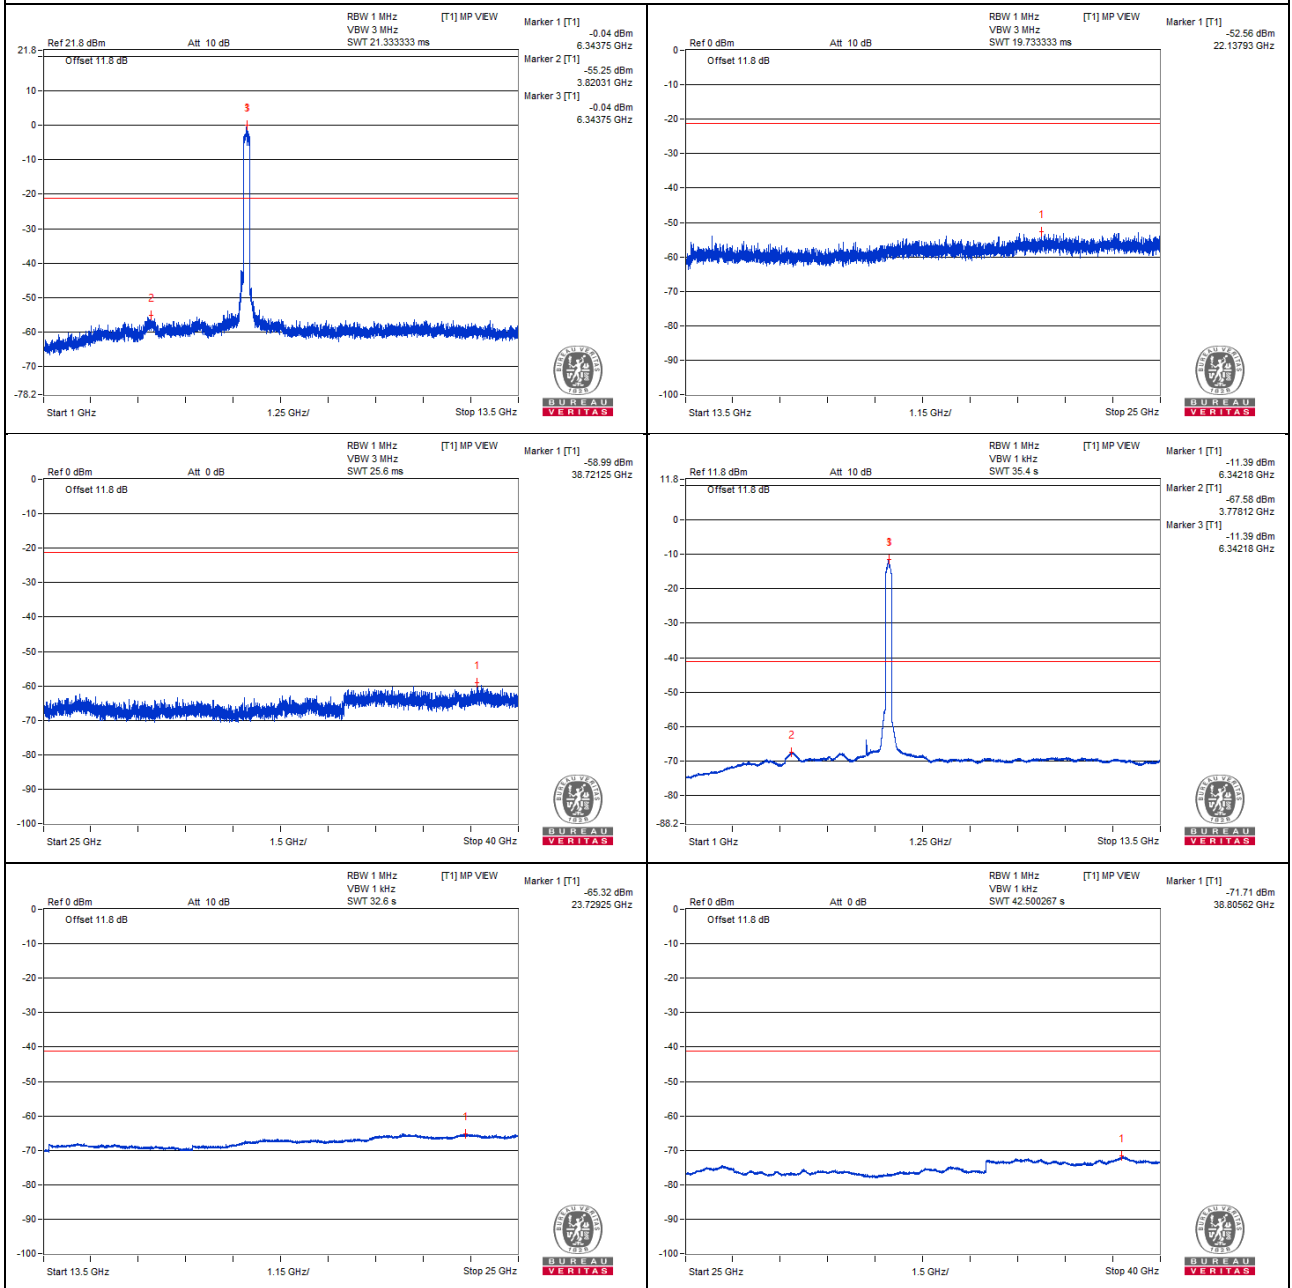 RBW 1 MHz [T1] MP VIEW
VBW 3 MHz
Ref 21.8 dBm Att 10 dB SWT 21.333333 ms
Marker 1 [T1]
-0.04 dBm
6.34375 GHz
Marker 2 [T1]
-55.25 dBm
3.82031 GHz
Marker 3 [T1]
-0.04 dBm
6.34375 GHz
21.8
Offset 11.8 dB
10
0
-10
-20
-30
-40
-50
-60
-70
-78.2
2
Start 1 GHz 1.25 GHz/ Stop 13.5 GHz
BUREAU
VERITAS
RBW 1 MHz [T1] MP VIEW
VBW 3 MHz
Ref 0 dBm Att 10 dB SWT 19.733333 ms
Marker 1 [T1]
-52.56 dBm
22.13793 GHz
0
Offset 11.8 dB
-10
-20
-30
-40
-50
-60
-70
-80
-90
-100
1
Start 13.5 GHz 1.15 GHz/ Stop 25 GHz
BUREAU
VERITAS
RBW 1 MHz [T1] MP VIEW
VBW 3 MHz
Ref 0 dBm Att 0 dB SWT 25.6 ms
Marker 1 [T1]
-58.99 dBm
38.72125 GHz
0
Offset 11.8 dB
-10
-20
-30
-40
-50
-60
-70
-80
-90
-100
1
Start 25 GHz 1.5 GHz/ Stop 40 GHz
BUREAU
VERITAS
RBW 1 MHz [T1] MP VIEW
VBW 1 kHz
Ref 11.8 dBm Att 10 dB SWT 35.4 s
Marker 1 [T1]
-11.39 dBm
6.34218 GHz
Marker 2 [T1]
-67.58 dBm
3.77812 GHz
Marker 3 [T1]
-11.39 dBm
6.34218 GHz
11.8
Offset 11.8 dB
0
-10
-20
-30
-40
-50
-60
-70
-80
-88.2
2
Start 1 GHz 1.25 GHz/ Stop 13.5 GHz
BUREAU
VERITAS
RBW 1 MHz [T1] MP VIEW
VBW 1 kHz
Ref 0 dBm Att 10 dB SWT 32.6 s
Marker 1 [T1]
-65.32 dBm
23.72925 GHz
0
Offset 11.8 dB
-10
-20
-30
-40
-50
-60
-70
-80
-90
-100
1
Start 13.5 GHz 1.15 GHz/ Stop 25 GHz
BUREAU
VERITAS
RBW 1 MHz [T1] MP VIEW
VBW 1 kHz
Ref 0 dBm Att 0 dB SWT 42.500267 s
Marker 1 [T1]
-71.71 dBm
38.80562 GHz
0
Offset 11.8 dB
-10
-20
-30
-40
-50
-60
-70
-80
-90
-100
1
Start 25 GHz 1.5 GHz/ Stop 40 GHz
BUREAU
VERITAS